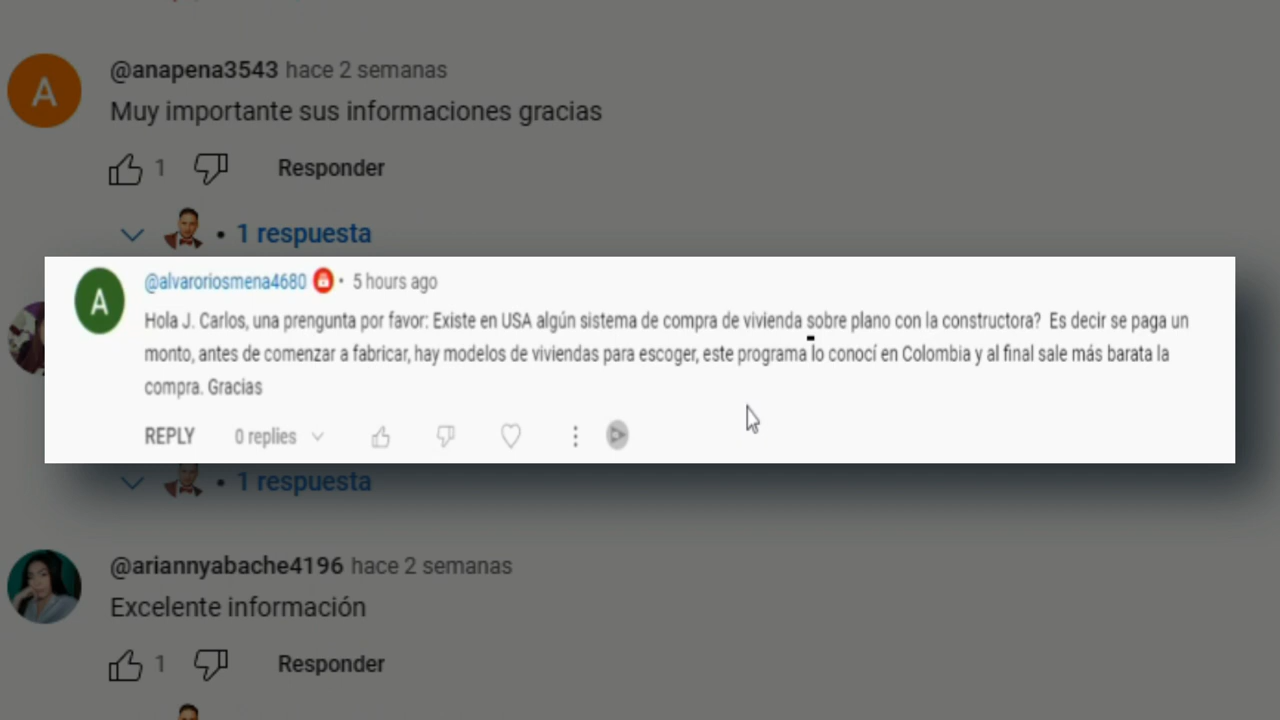 @anapena3543 hace 2 semanas
A
Muy importante sus informaciones gracias
1 Responder
• 1 respuesta
@alvaroriosmena4680 • 5 hours ago
A
Hola J. Carlos, una prengunta por favor: Existe en USA algún sistema de compra de vivienda sobre plano con la constructora? Es decir se paga un
monto, antes de comenzar a fabricar, hay modelos de viviendas para escoger, este programa lo conocí en Colombia y al final sale más barata la
compra. Gracias
REPLY 0 replies
• 1 respuesta
@ariannyabache4196 hace 2 semanas
Excelente información
1 Responder